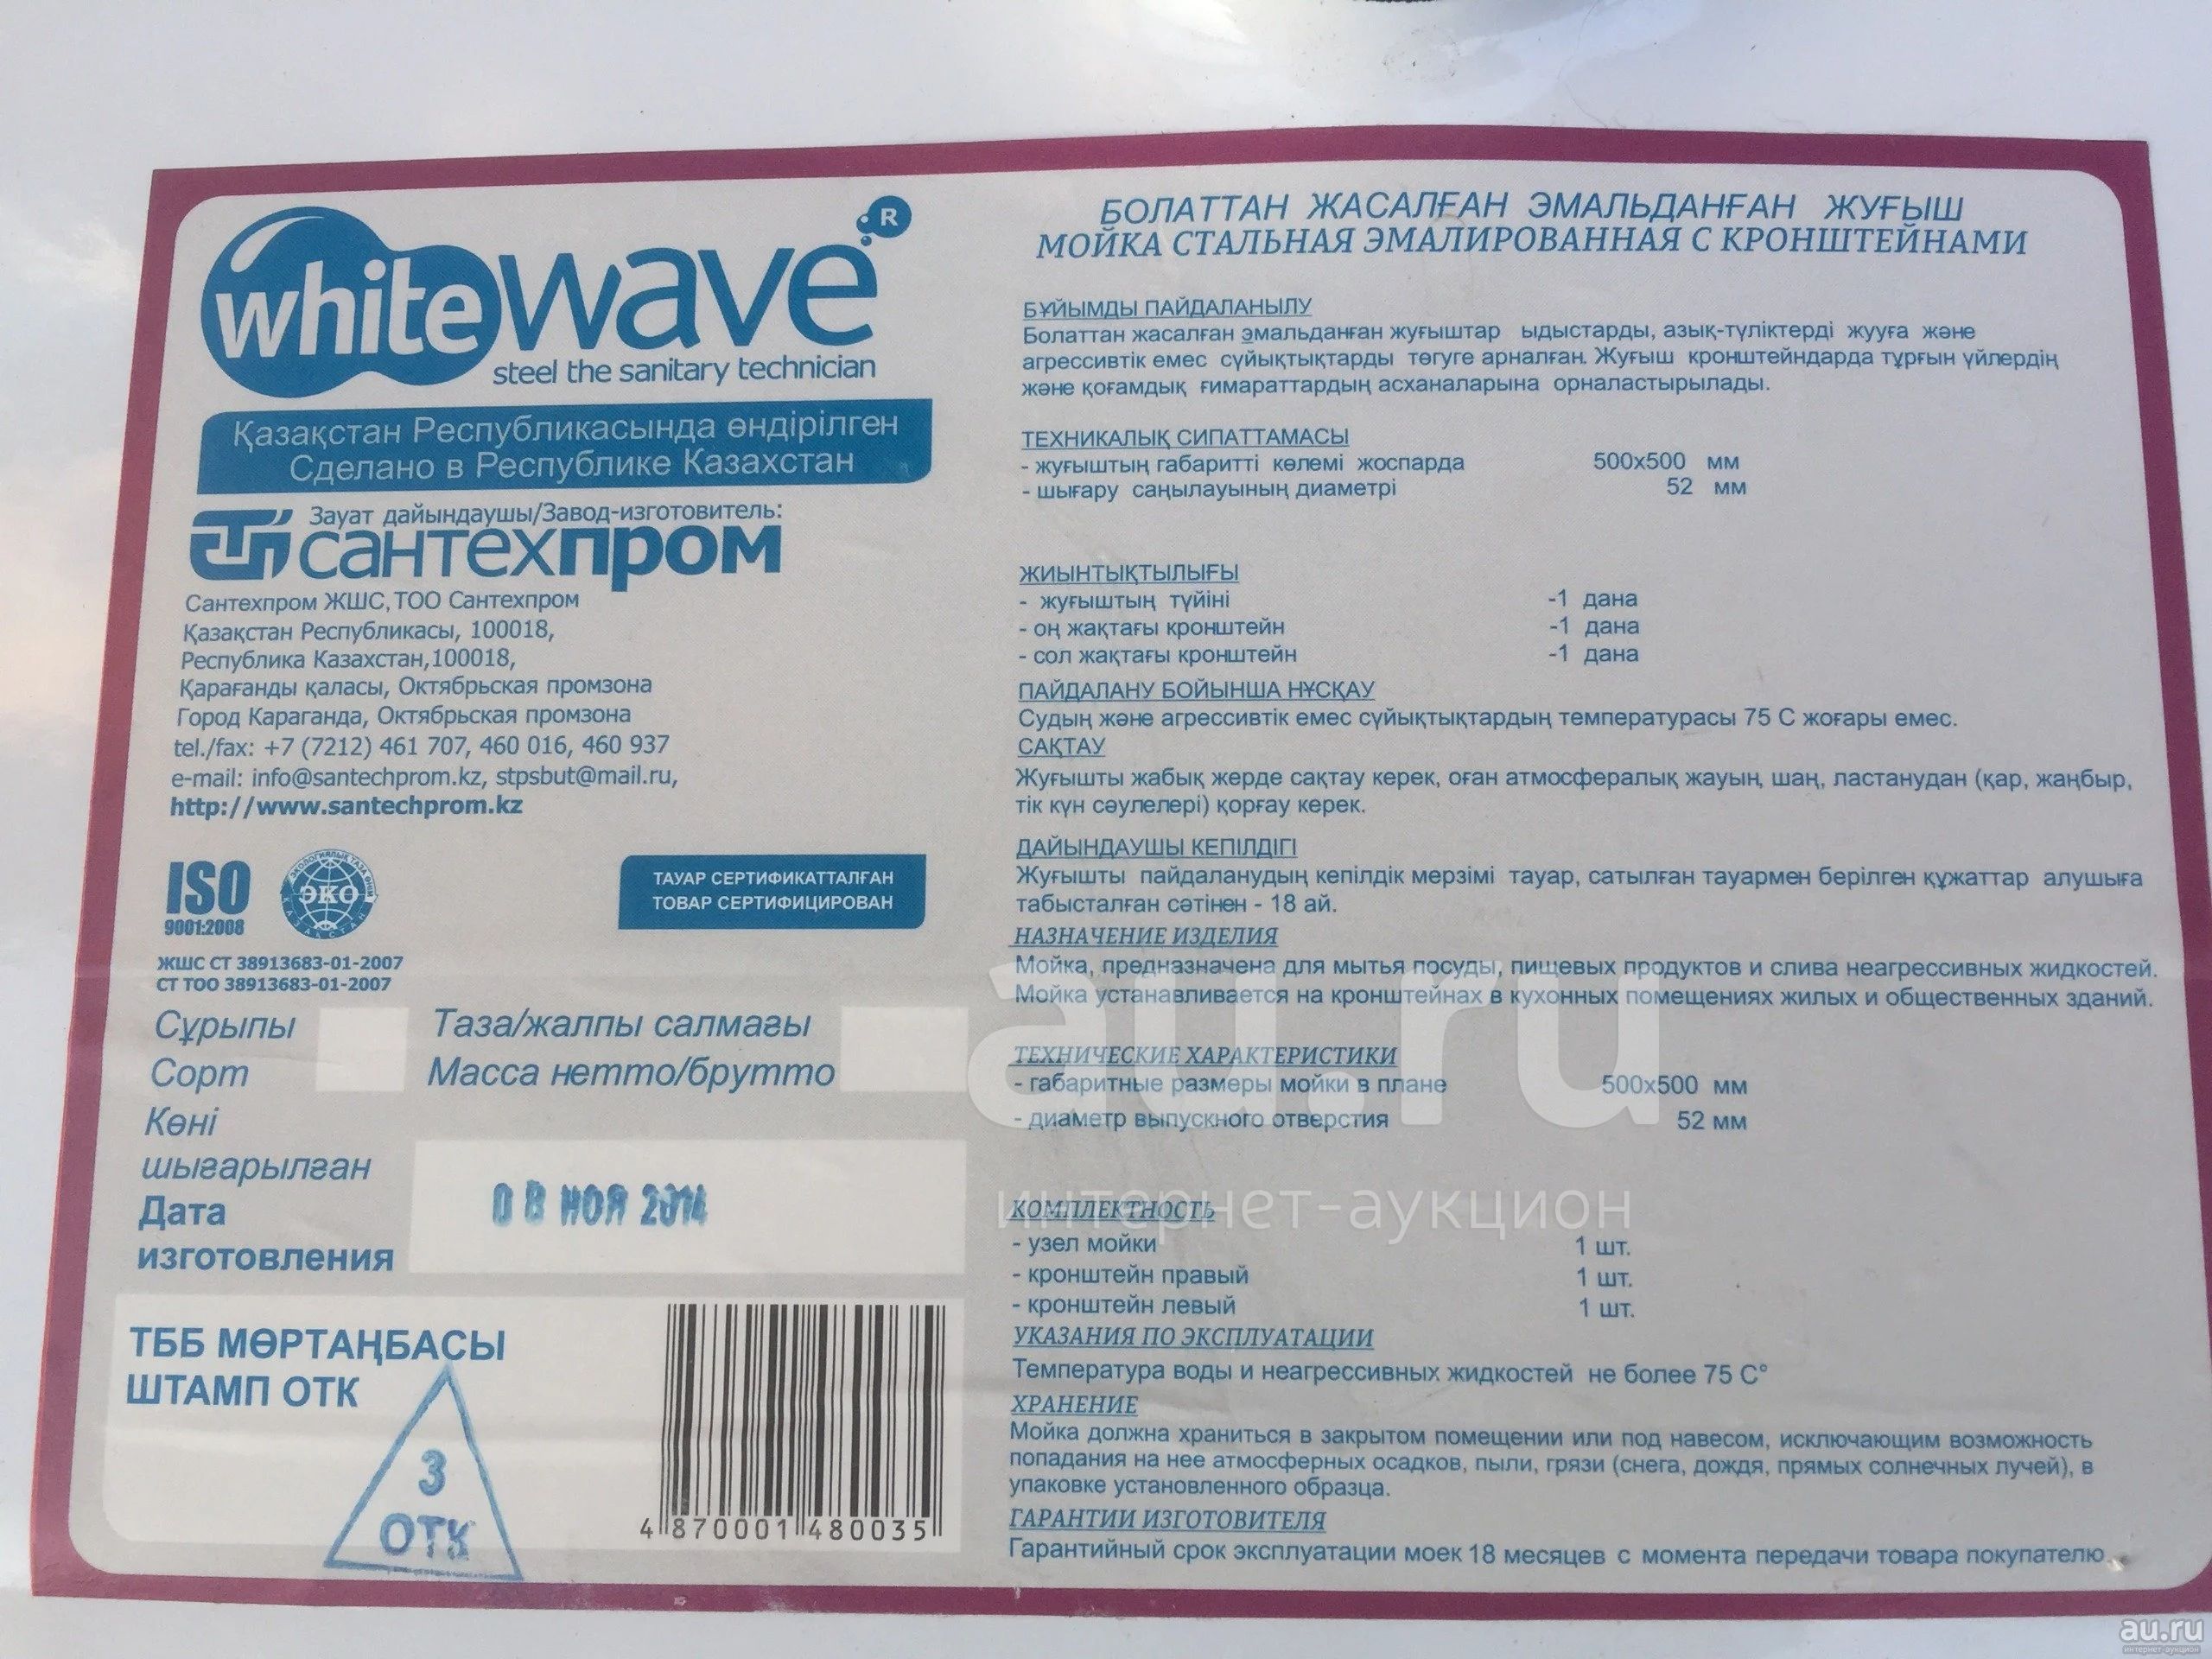 whitewave ®
steel the sanitary technician
Қазақстан Республикасында өндірілген
Сделано в Республике Казахстан
Зауат дайындаушы/Завод-изготовитель:
сантехпром
Сантехпром ЖШС, ТОО Сантехпром
Қазақстан Республикасы, 100018,
Республика Казахстан,100018,
Қарағанды қаласы, Октябрьская промзона
Город Караганда, Октябрьская промзона
tel./fax: +7 (7212) 461 707, 460 016, 460 937
e-mail: info@santechprom.kz, stpsbut@mail.ru,
http://www.santechprom.kz
ISO
9001:2008
ЭКО
ҚАЗАҚСТАН
ТАУАР СЕРТИФИКАТТАЛҒАН
ТОВАР СЕРТИФИЦИРОВАН
ЖШС СТ 38913683-01-2007
СТ ТОО 38913683-01-2007
Сұрыпы
Сорт
Таза/жалпы салмағы
Масса нетто/брутто
Көні
шығарылған
Дата
изготовления
08 НОЯ 2014
ТББ МӨРТАҢБАСЫ
ШТАМП ОТК
3
ОТК
4 870001 480035
БОЛАТТАН ЖАСАЛҒАН ЭМАЛЬДАНҒАН ЖУҒЫШ
МОЙКА СТАЛЬНАЯ ЭМАЛИРОВАННАЯ С КРОНШТЕЙНАМИ
БҰЙЫМДЫ ПАЙДАЛАНЫЛУ
Болаттан жасалған эмальданған жуғыштар ыдыстарды, азық-түліктерді жууға және
агрессивтік емес сүйықтықтарды төгуге арналған. Жуғыш кронштейндарда тұрғын үйлердің
және қоғамдық ғимараттардың асханаларына орналастырылады.
ТЕХНИКАЛЫҚ СИПАТТАМАСЫ
- жуғыштың габаритті көлемі жоспарда 500х500 мм
- шығару саңылауының диаметрі 52 мм
ЖИЫНТЫҚТЫЛЫҒЫ
- жуғыштың түйіні -1 дана
- оң жақтағы кронштейн -1 дана
- сол жақтағы кронштейн -1 дана
ПАЙДАЛАНУ БОЙЫНША НҰСҚАУ
Судың және агрессивтік емес сүйықтықтардың температурасы 75 С жоғары емес.
САҚТАУ
Жуғышты жабық жерде сақтау керек, оған атмосфералық жауын, шаң, ластанудан (қар, жаңбыр,
тік күн сәулелері) қорғау керек.
ДАЙЫНДАУШЫ КЕПІЛДІГІ
Жуғышты пайдаланудың кепілдік мерзімі тауар, сатылған тауармен берілген құжаттар алушыға
табысталған сәтінен - 18 ай.
НАЗНАЧЕНИЕ ИЗДЕЛИЯ
Мойка, предназначена для мытья посуды, пищевых продуктов и слива неагрессивных жидкостей.
Мойка устанавливается на кронштейнах в кухонных помещениях жилых и общественных зданий.
ТЕХНИЧЕСКИЕ ХАРАКТЕРИСТИКИ
- габаритные размеры мойки в плане 500х500 мм
- диаметр выпускного отверстия 52 мм
КОМПЛЕКТНОСТЬ
- узел мойки 1 шт.
- кронштейн правый 1 шт.
- кронштейн левый 1 шт.
УКАЗАНИЯ ПО ЭКСПЛУАТАЦИИ
Температура воды и неагрессивных жидкостей не более 75 С°
ХРАНЕНИЕ
Мойка должна храниться в закрытом помещении или под навесом, исключающим возможность
попадания на нее атмосферных осадков, пыли, грязи (снега, дождя, прямых солнечных лучей), в
упаковке установленного образца.
ГАРАНТИИ ИЗГОТОВИТЕЛЯ
Гарантийный срок эксплуатации моек 18 месяцев с момента передачи товара покупателю.
au.ru
интернет-аукцион
au.ru
интернет-аукцион